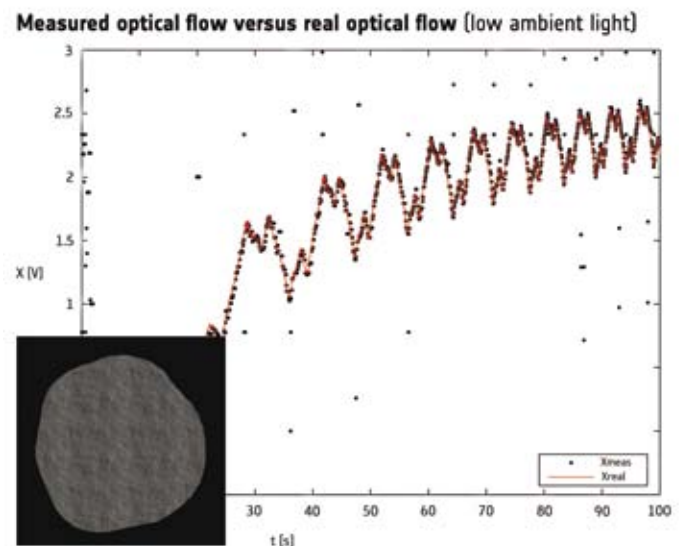 Measured optical flow versus real optical flow (low ambient light)
3
2.5
2
1.5
X [V]
1
Xmeas
Xreal
30 40 50 60 70 80 90 100
t [s]